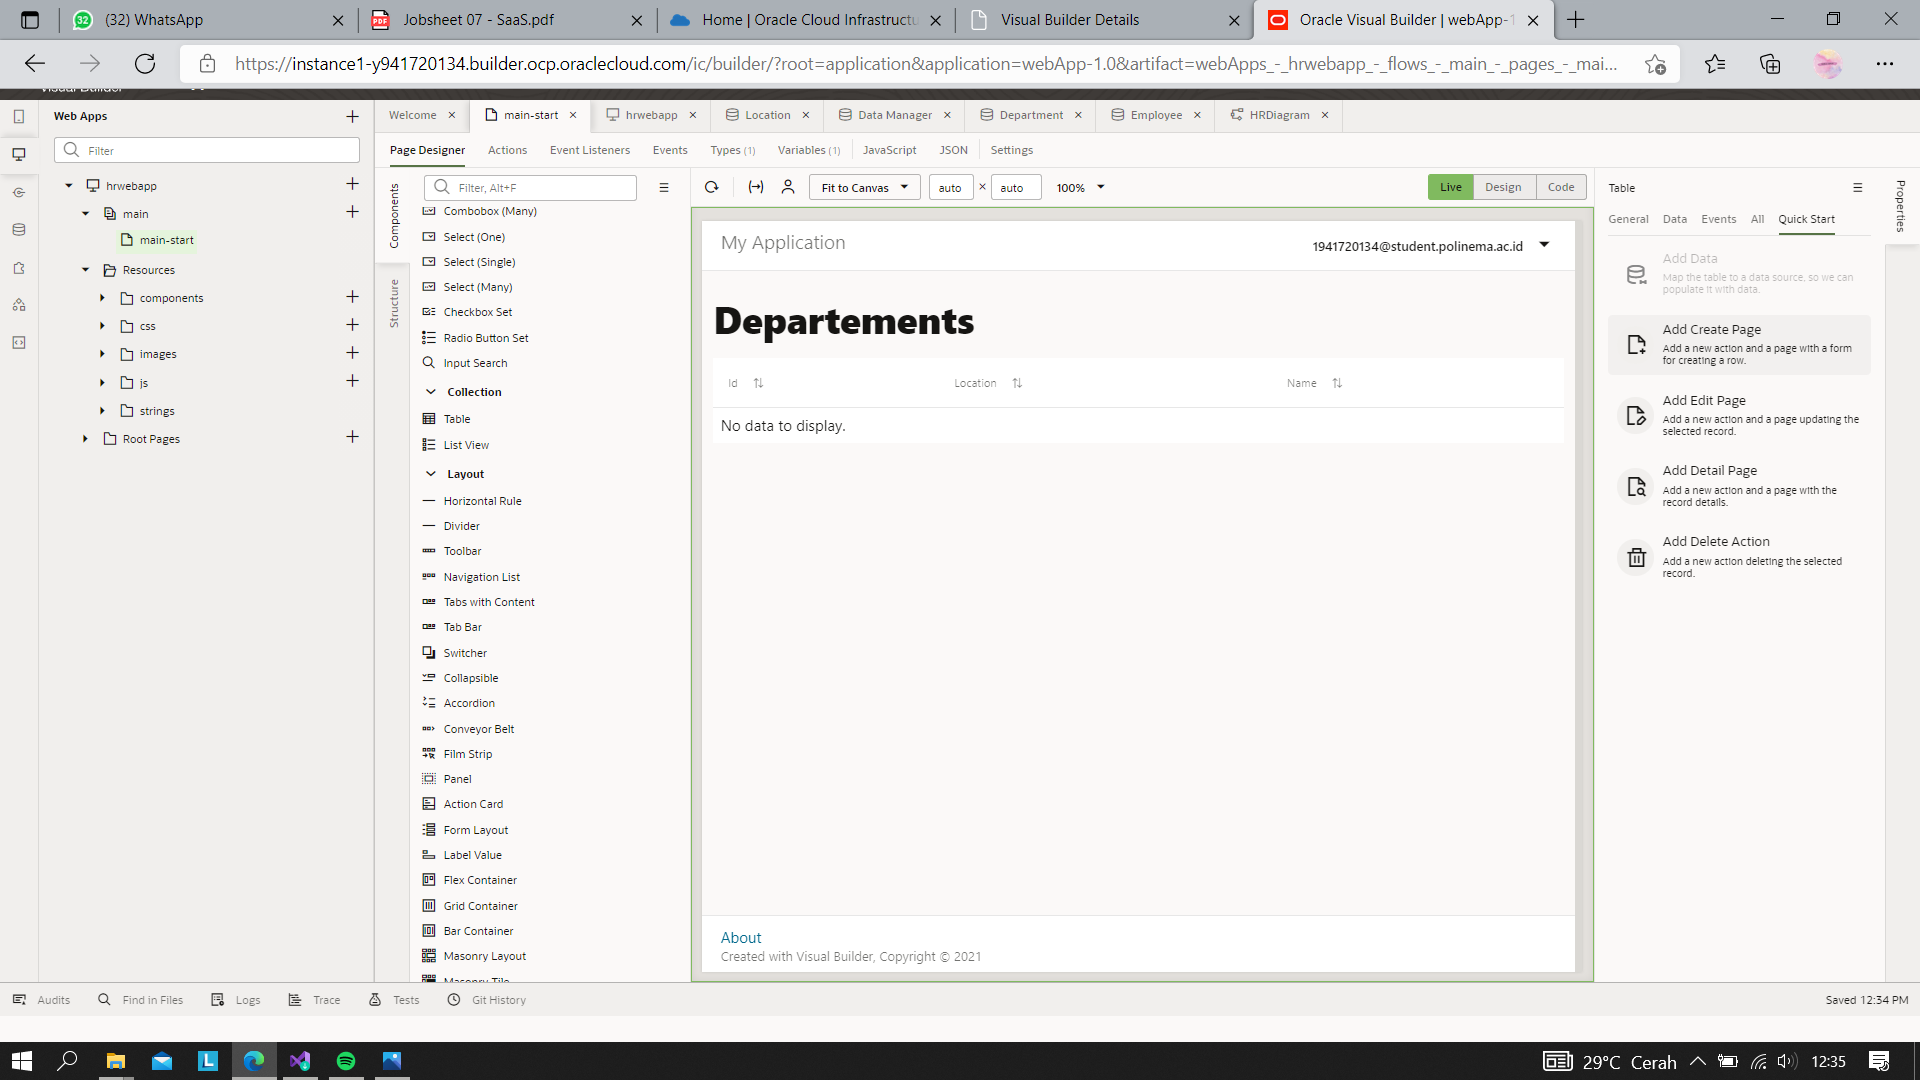 (32) WhatsApp
Jobsheet 07 - SaaS.pdf
Home | Oracle Cloud Infrastructu
Visual Builder Details
Oracle Visual Builder | webApp-1
https://instance1-y941720134.builder.ocp.oraclecloud.com/ic/builder/?root=application&application=webApp-1.0&artifact=webApps_-_hrwebapp_-_flows_-_main_-_pages_-_mai...
Web Apps
Filter
hrwebapp
main
main-start
Resources
components
css
images
js
strings
Root Pages
Welcome
main-start
hrwebapp
Location
Data Manager
Department
Employee
HRDiagram
Page Designer
Actions
Event Listeners
Events
Types (1)
Variables (1)
JavaScript
JSON
Settings
Components
Structure
Filter, Alt+F
Combobox (Many)
Select (One)
Select (Single)
Select (Many)
Checkbox Set
Radio Button Set
Input Search
Collection
Table
List View
Layout
Horizontal Rule
Divider
Toolbar
Navigation List
Tabs with Content
Tab Bar
Switcher
Collapsible
Accordion
Conveyor Belt
Film Strip
Panel
Action Card
Form Layout
Label Value
Flex Container
Grid Container
Bar Container
Masonry Layout
Masonry Tile
Fit to Canvas
auto × auto
100%
Live
Design
Code
My Application
1941720134@student.polinema.ac.id
Departements
Id
Location
Name
No data to display.
About
Created with Visual Builder, Copyright © 2021
Table
General
Data
Events
All
Quick Start
Add Data
Map the table to a data source, so we can
populate it with data.
Add Create Page
Add a new action and a page with a form
for creating a row.
Add Edit Page
Add a new action and a page updating the
selected record.
Add Detail Page
Add a new action and a page with the
record details.
Add Delete Action
Add a new action deleting the selected
record.
Properties
Audits
Find in Files
Logs
Trace
Tests
Git History
Saved 12:34 PM
29°C Cerah
12:35